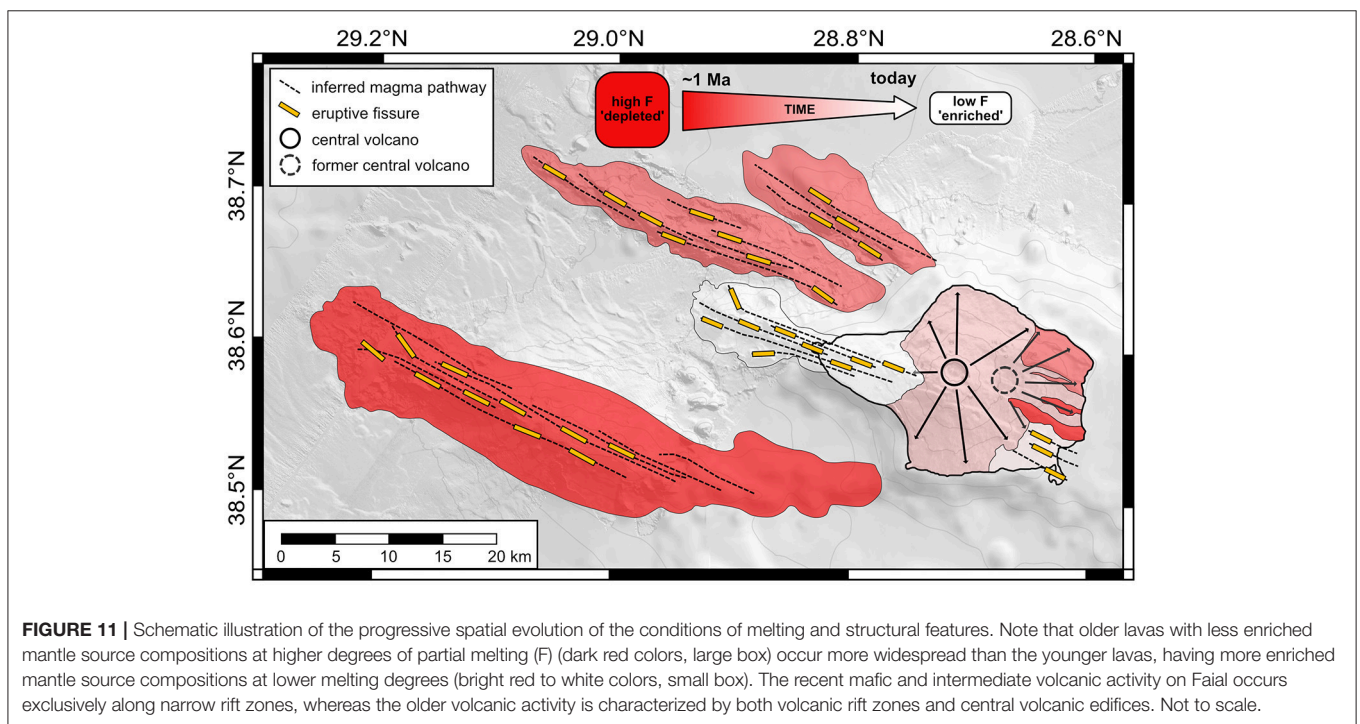 29.2°N 29.0°N 28.8°N 28.6°N
inferred magma pathway
eruptive fissure
central volcano
former central volcano
high F
'depleted'
~1 Ma
TIME
today
low F
'enriched'
38.7°N
38.6°N
38.5°N
0 5 10 15 20 km
FIGURE 11 | Schematic illustration of the progressive spatial evolution of the conditions of melting and structural features. Note that older lavas with less enriched
mantle source compositions at higher degrees of partial melting (F) (dark red colors, large box) occur more widespread than the younger lavas, having more enriched
mantle source compositions at lower melting degrees (bright red to white colors, small box). The recent mafic and intermediate volcanic activity on Faial occurs
exclusively along narrow rift zones, whereas the older volcanic activity is characterized by both volcanic rift zones and central volcanic edifices. Not to scale.